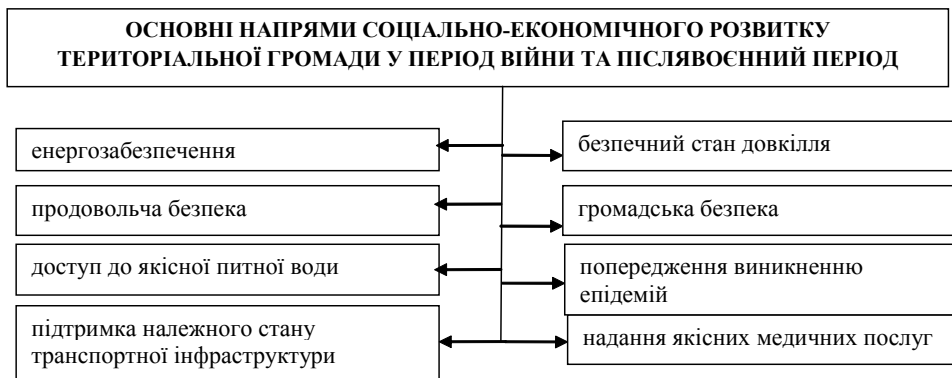 ОСНОВНІ НАПРЯМИ СОЦІАЛЬНО-ЕКОНОМІЧНОГО РОЗВИТКУ
ТЕРИТОРІАЛЬНОЇ ГРОМАДИ У ПЕРІОД ВІЙНИ ТА ПІСЛЯВОЄННИЙ ПЕРІОД
енергозабезпечення
безпечний стан довкілля
продовольча безпека
громадська безпека
доступ до якісної питної води
попередження виникненню
епідемій
підтримка належного стану
транспортної інфраструктури
надання якісних медичних послуг